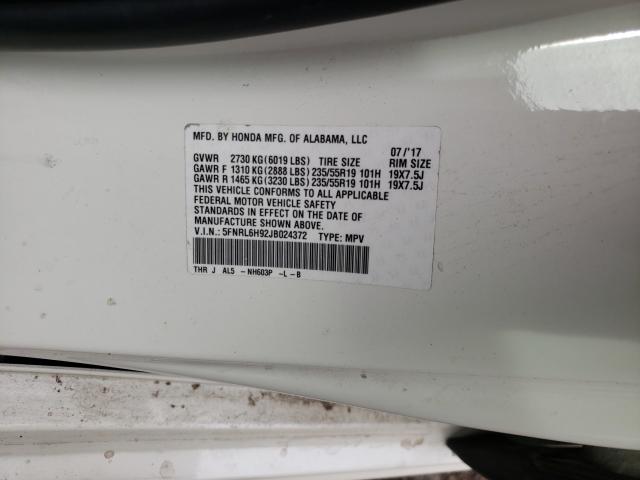 MFD. BY HONDA MFG. OF ALABAMA, LLC 07/'17
GVWR 2730 KG(6019 LBS) TIRE SIZE RIM SIZE
GAWR F 1310 KG(2888 LBS) 235/55R19 101H 19X7.5J
GAWR R 1465 KG(3230 LBS) 235/55R19 101H 19X7.5J
THIS VEHICLE CONFORMS TO ALL APPLICABLE
FEDERAL MOTOR VEHICLE SAFETY
STANDARDS IN EFFECT ON THE DATE OF
MANUFACTURE SHOWN ABOVE.
V.I.N.: 5FNRL6H92JB024372 TYPE: MPV
THR J AL5 -NH603P -L-B